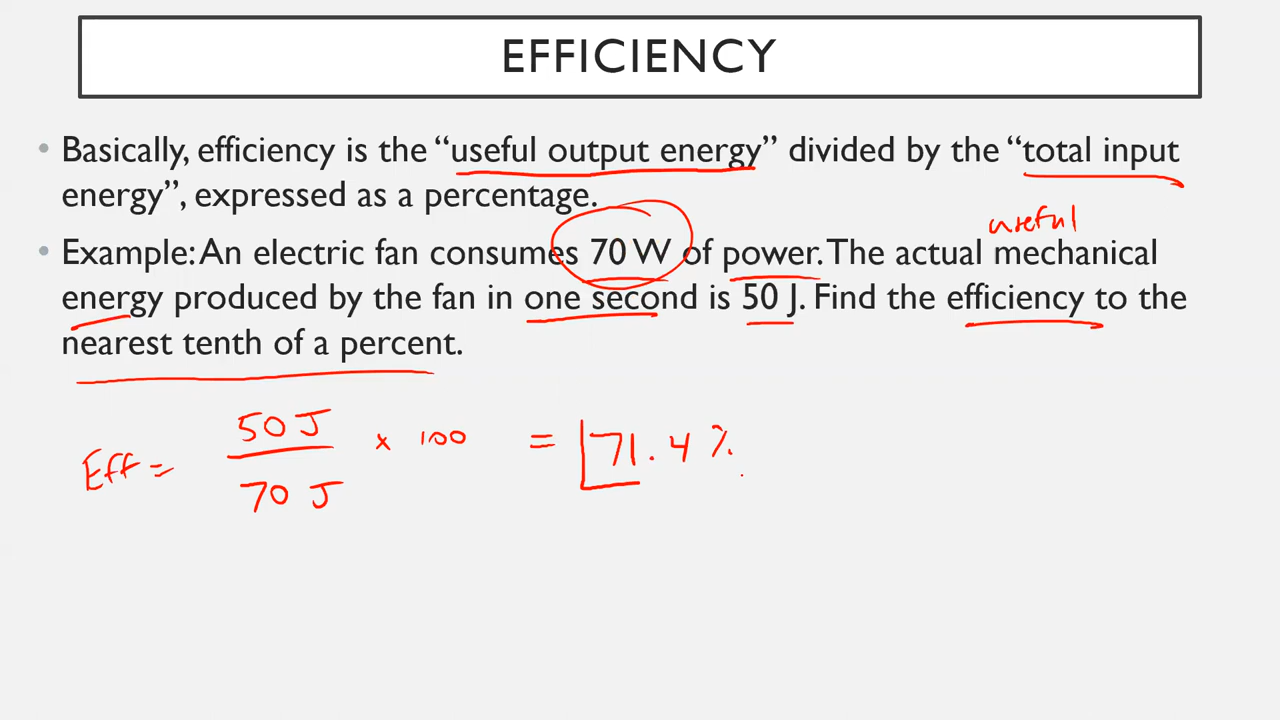 EFFICIENCY
• Basically, efficiency is the “useful output energy” divided by the “total input
energy”, expressed as a percentage.
useful
• Example: An electric fan consumes 70 W of power. The actual mechanical
energy produced by the fan in one second is 50 J. Find the efficiency to the
nearest tenth of a percent.
Eff = 50 J / 70 J x 100 = 71.4 %